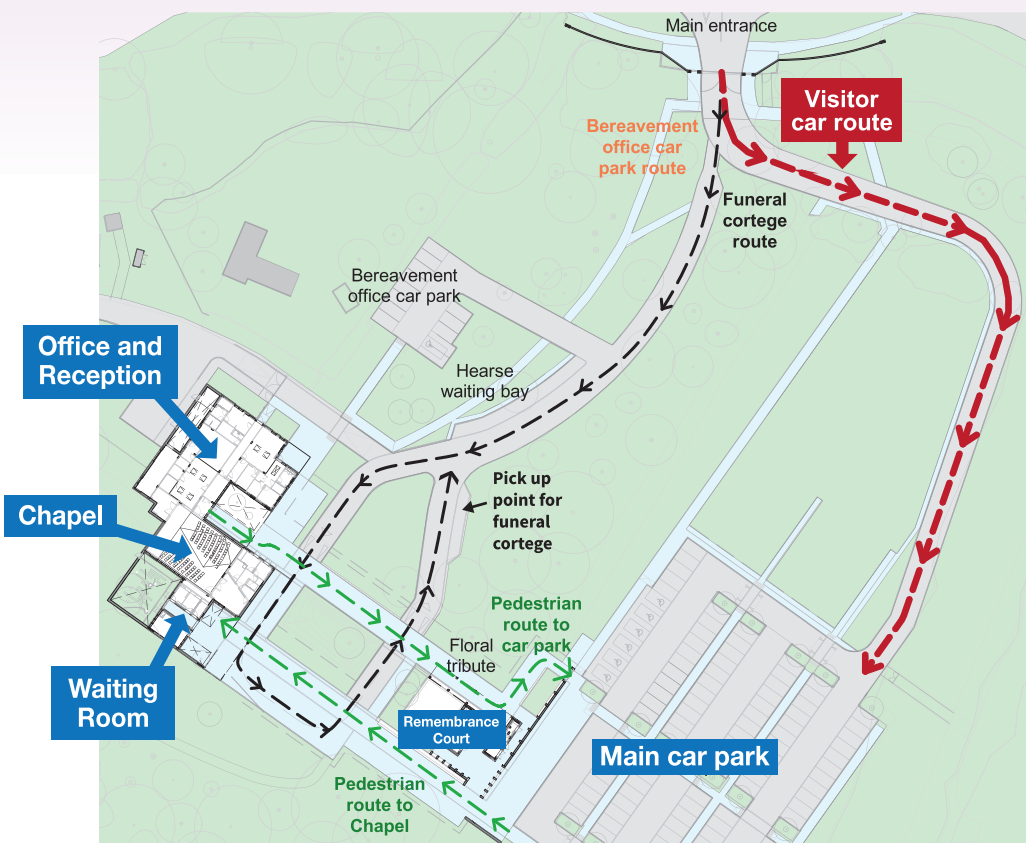 Main entrance
Visitor
car route
Bereavement
office car
park route
Funeral
cortege
route
Bereavement
office car park
Office and
Reception
Hearse
waiting bay
Pick up
point for
funeral
cortege
Chapel
Pedestrian
route to
car park
Floral
tribute
Waiting
Room
Remembrance
Court
Main car park
Pedestrian
route to
Chapel